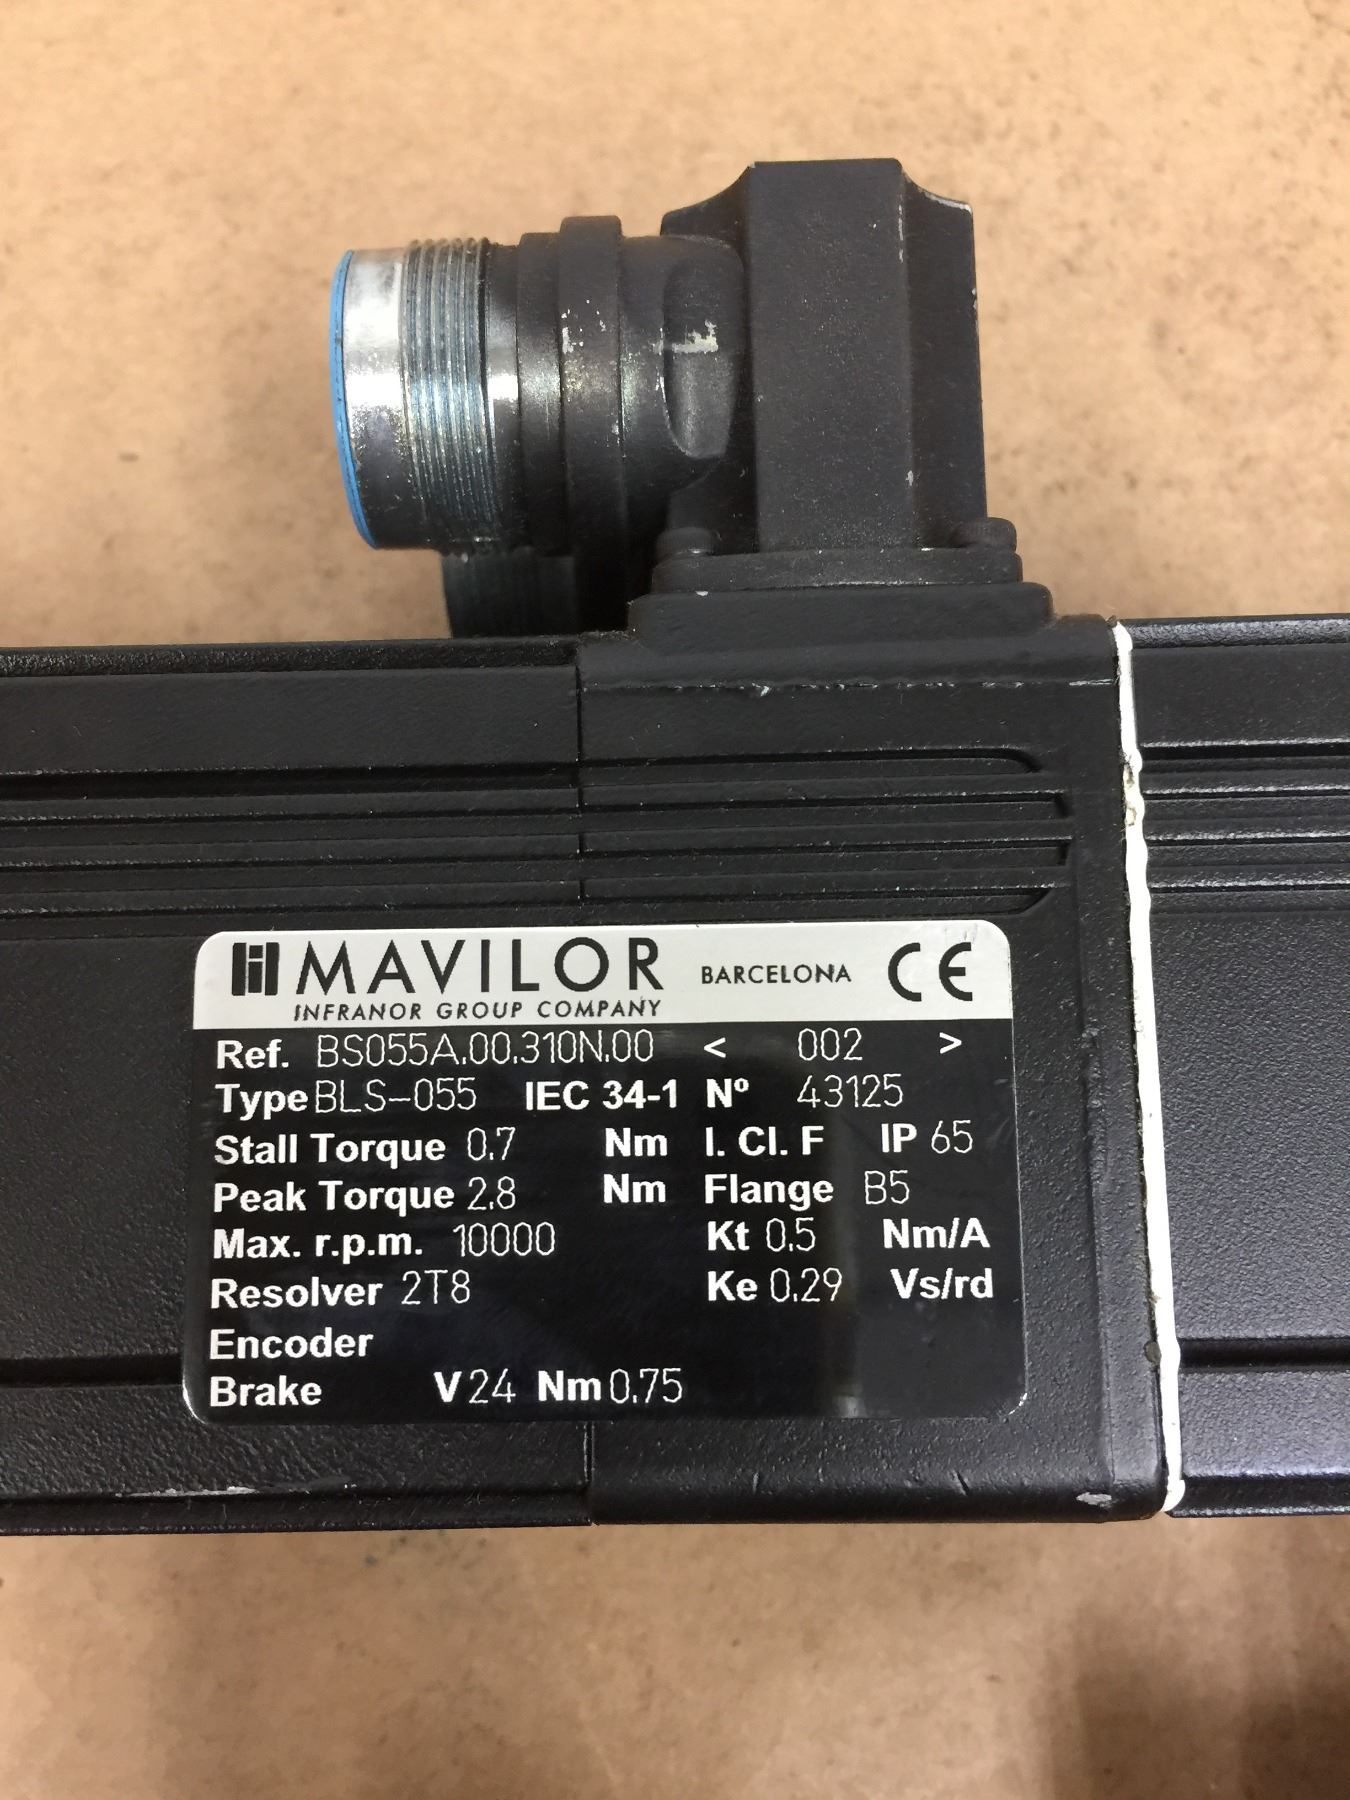 MAVILOR BARCELONA CE
INFRANOR GROUP COMPANY
Ref. BS055A.00.310N.00 < 002 >
Type BLS-055 IEC 34-1 Nº 43125
Stall Torque 0.7 Nm I. Cl. F IP 65
Peak Torque 2.8 Nm Flange B5
Max. r.p.m. 10000 Kt 0.5 Nm/A
Resolver 2T8 Ke 0.29 Vs/rd
Encoder
Brake V 24 Nm 0.75